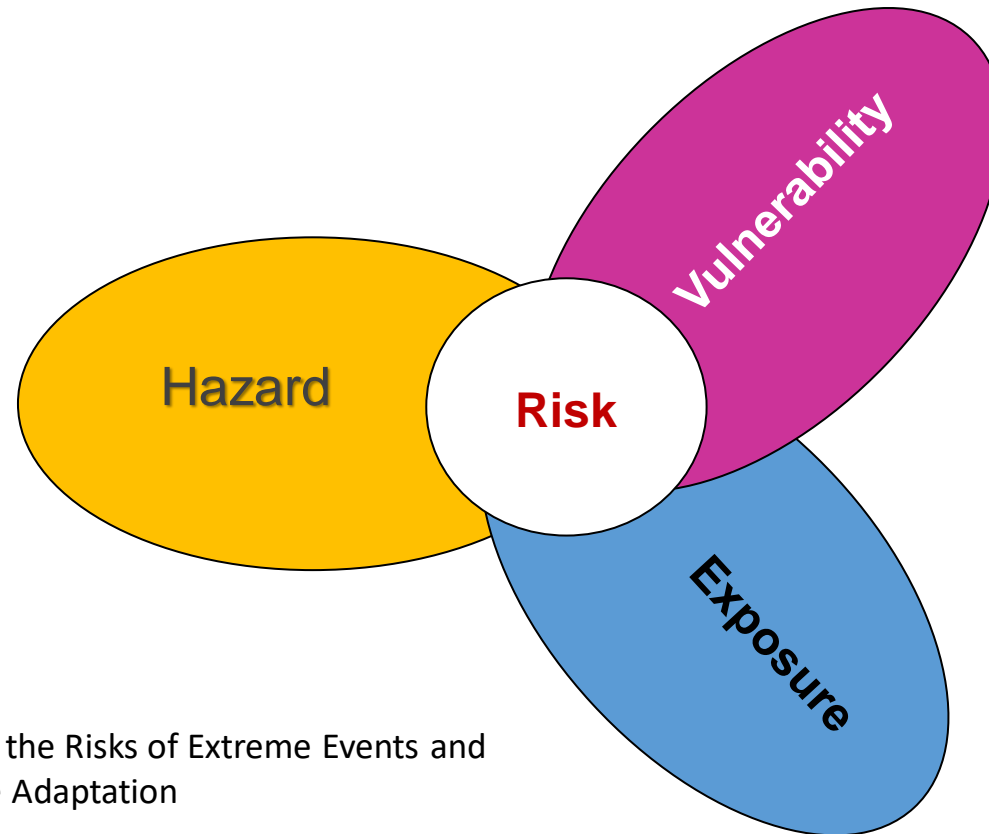 Vulnerability
Hazard
Risk
Exposure
the Risks of Extreme Events and
Adaptation